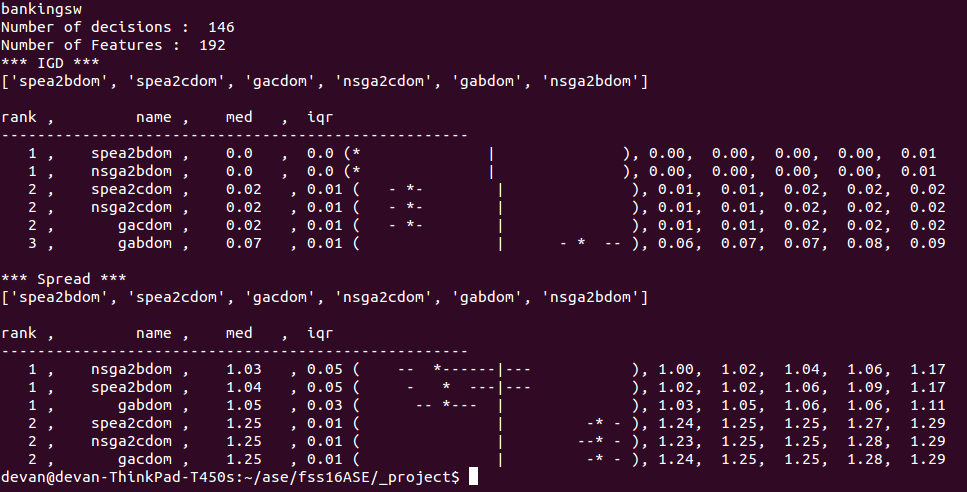 bankingsw
Number of decisions :  146
Number of Features :  192
*** IGD ***
['spea2bdom', 'spea2cdom', 'gacdom', 'nsga2cdom', 'gabdom', 'nsga2bdom']

rank ,         name ,    med   ,  iqr
----------------------------------------------------
   1 ,    spea2bdom ,    0.0   ,  0.0 (*              |              ), 0.00,  0.00,  0.00,  0.00,  0.01
   1 ,    nsga2bdom ,    0.0   ,  0.0 (*              |              ), 0.00,  0.00,  0.00,  0.00,  0.01
   2 ,    spea2cdom ,    0.02   , 0.01 (   - *-        |              ), 0.01,  0.01,  0.02,  0.02,  0.02
   2 ,    nsga2cdom ,    0.02   , 0.01 (   - *-        |              ), 0.01,  0.01,  0.02,  0.02,  0.02
   2 ,       gacdom ,    0.02   , 0.01 (   - *-        |              ), 0.01,  0.01,  0.02,  0.02,  0.02
   3 ,       gabdom ,    0.07   , 0.01 (               |      - *  -- ), 0.06,  0.07,  0.07,  0.08,  0.09

*** Spread ***
['spea2bdom', 'spea2cdom', 'gacdom', 'nsga2cdom', 'gabdom', 'nsga2bdom']

rank ,         name ,    med   ,  iqr
----------------------------------------------------
   1 ,    nsga2bdom ,    1.03   , 0.05 (    --  *------|---           ), 1.00,  1.02,  1.04,  1.06,  1.17
   1 ,    spea2bdom ,    1.04   , 0.05 (     -   *  ---|---           ), 1.02,  1.02,  1.06,  1.09,  1.17
   1 ,       gabdom ,    1.05   , 0.03 (      -- *---  |              ), 1.03,  1.05,  1.06,  1.06,  1.11
   2 ,    spea2cdom ,    1.25   , 0.01 (               |         -* - ), 1.24,  1.25,  1.25,  1.27,  1.29
   2 ,    nsga2cdom ,    1.25   , 0.01 (               |        --* - ), 1.23,  1.25,  1.25,  1.28,  1.29
   2 ,       gacdom ,    1.25   , 0.01 (               |         -* - ), 1.24,  1.25,  1.25,  1.28,  1.29
devan@devan-ThinkPad-T450s:~/ase/fss16ASE/_project$